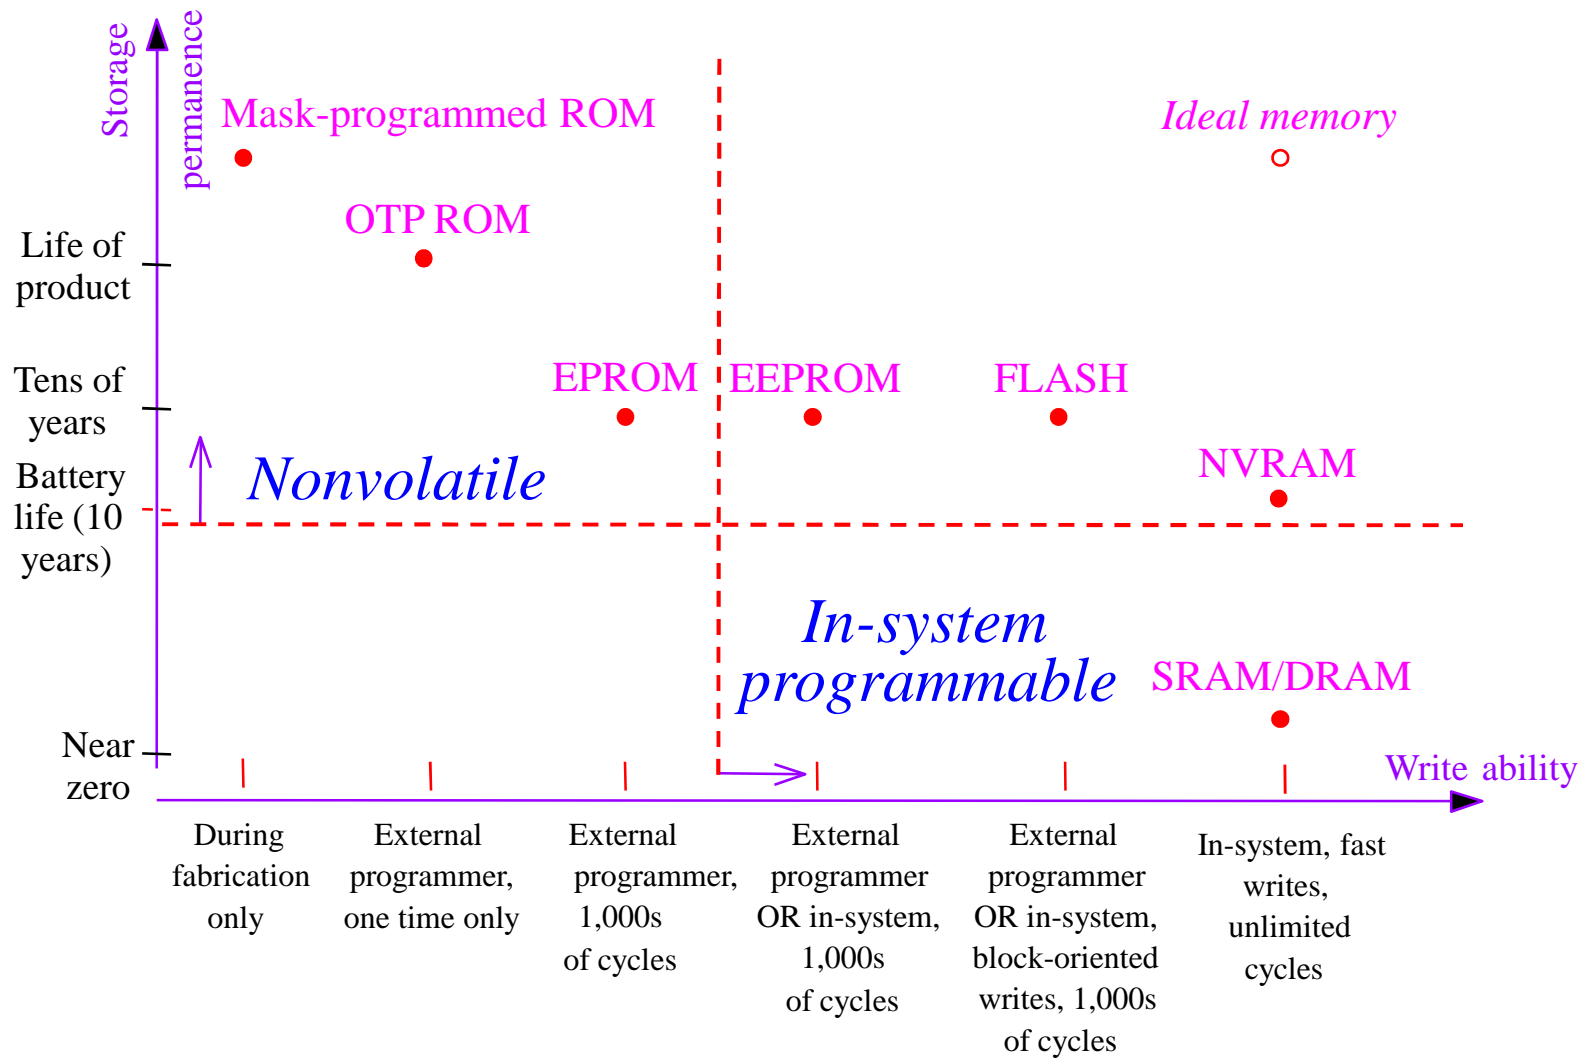 Storage
permanence
Mask-programmed ROM
Ideal memory
OTP ROM
Life of
product
EPROM
EEPROM
FLASH
Tens of
years
NVRAM
Nonvolatile
Battery
life (10
years)
In-system
programmable
SRAM/DRAM
Near
zero
Write ability
During
fabrication
only
External
programmer,
one time only
External
programmer,
1,000s
of cycles
External
programmer
OR in-system,
1,000s
of cycles
External
programmer
OR in-system,
block-oriented
writes, 1,000s
of cycles
In-system, fast
writes,
unlimited
cycles